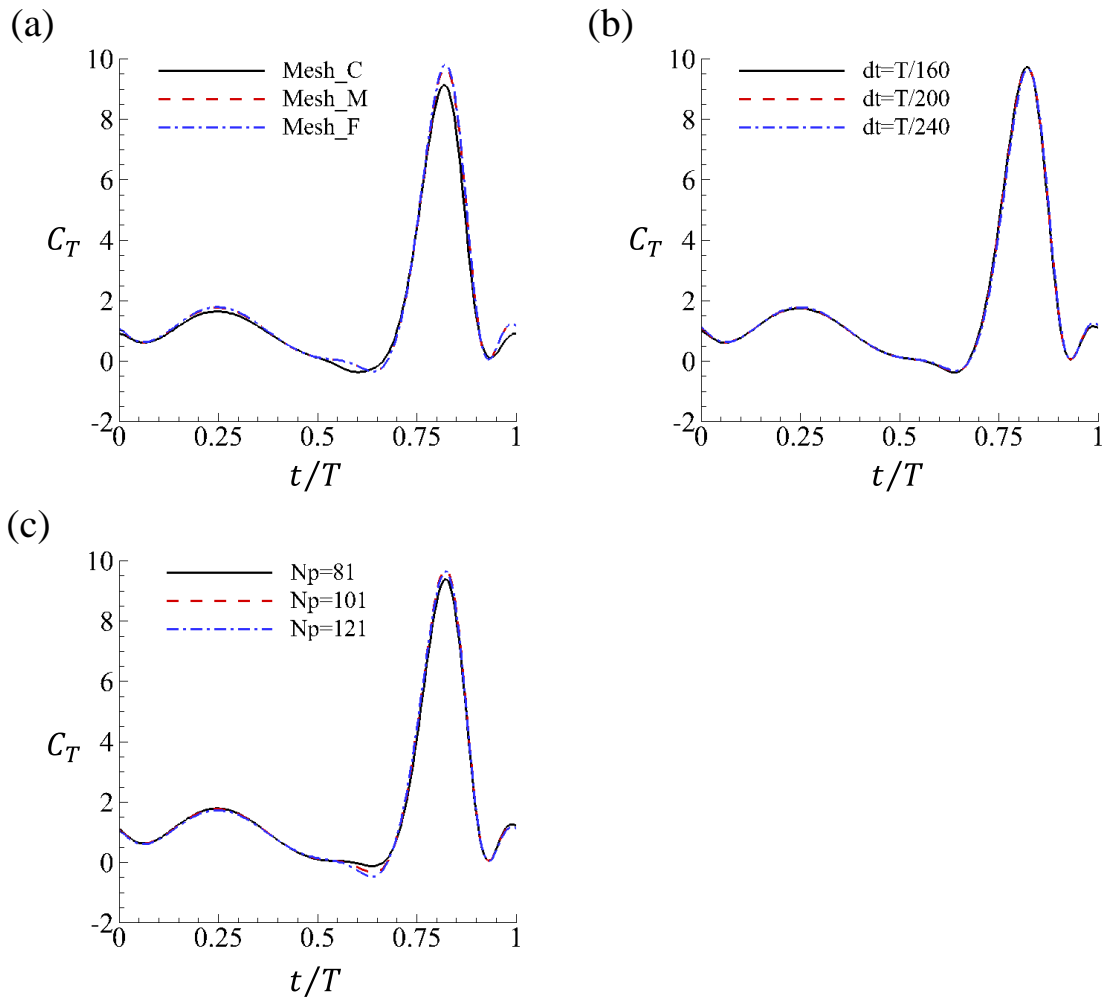 (a)
10
8
6
4
2
0
-2
C_T
Mesh_C
Mesh_M
Mesh_F
0
0.25
0.5
0.75
1
t/T
(b)
10
8
6
4
2
0
-2
C_T
dt=T/160
dt=T/200
dt=T/240
0
0.25
0.5
0.75
1
t/T
(c)
10
8
6
4
2
0
-2
C_T
Np=81
Np=101
Np=121
0
0.25
0.5
0.75
1
t/T